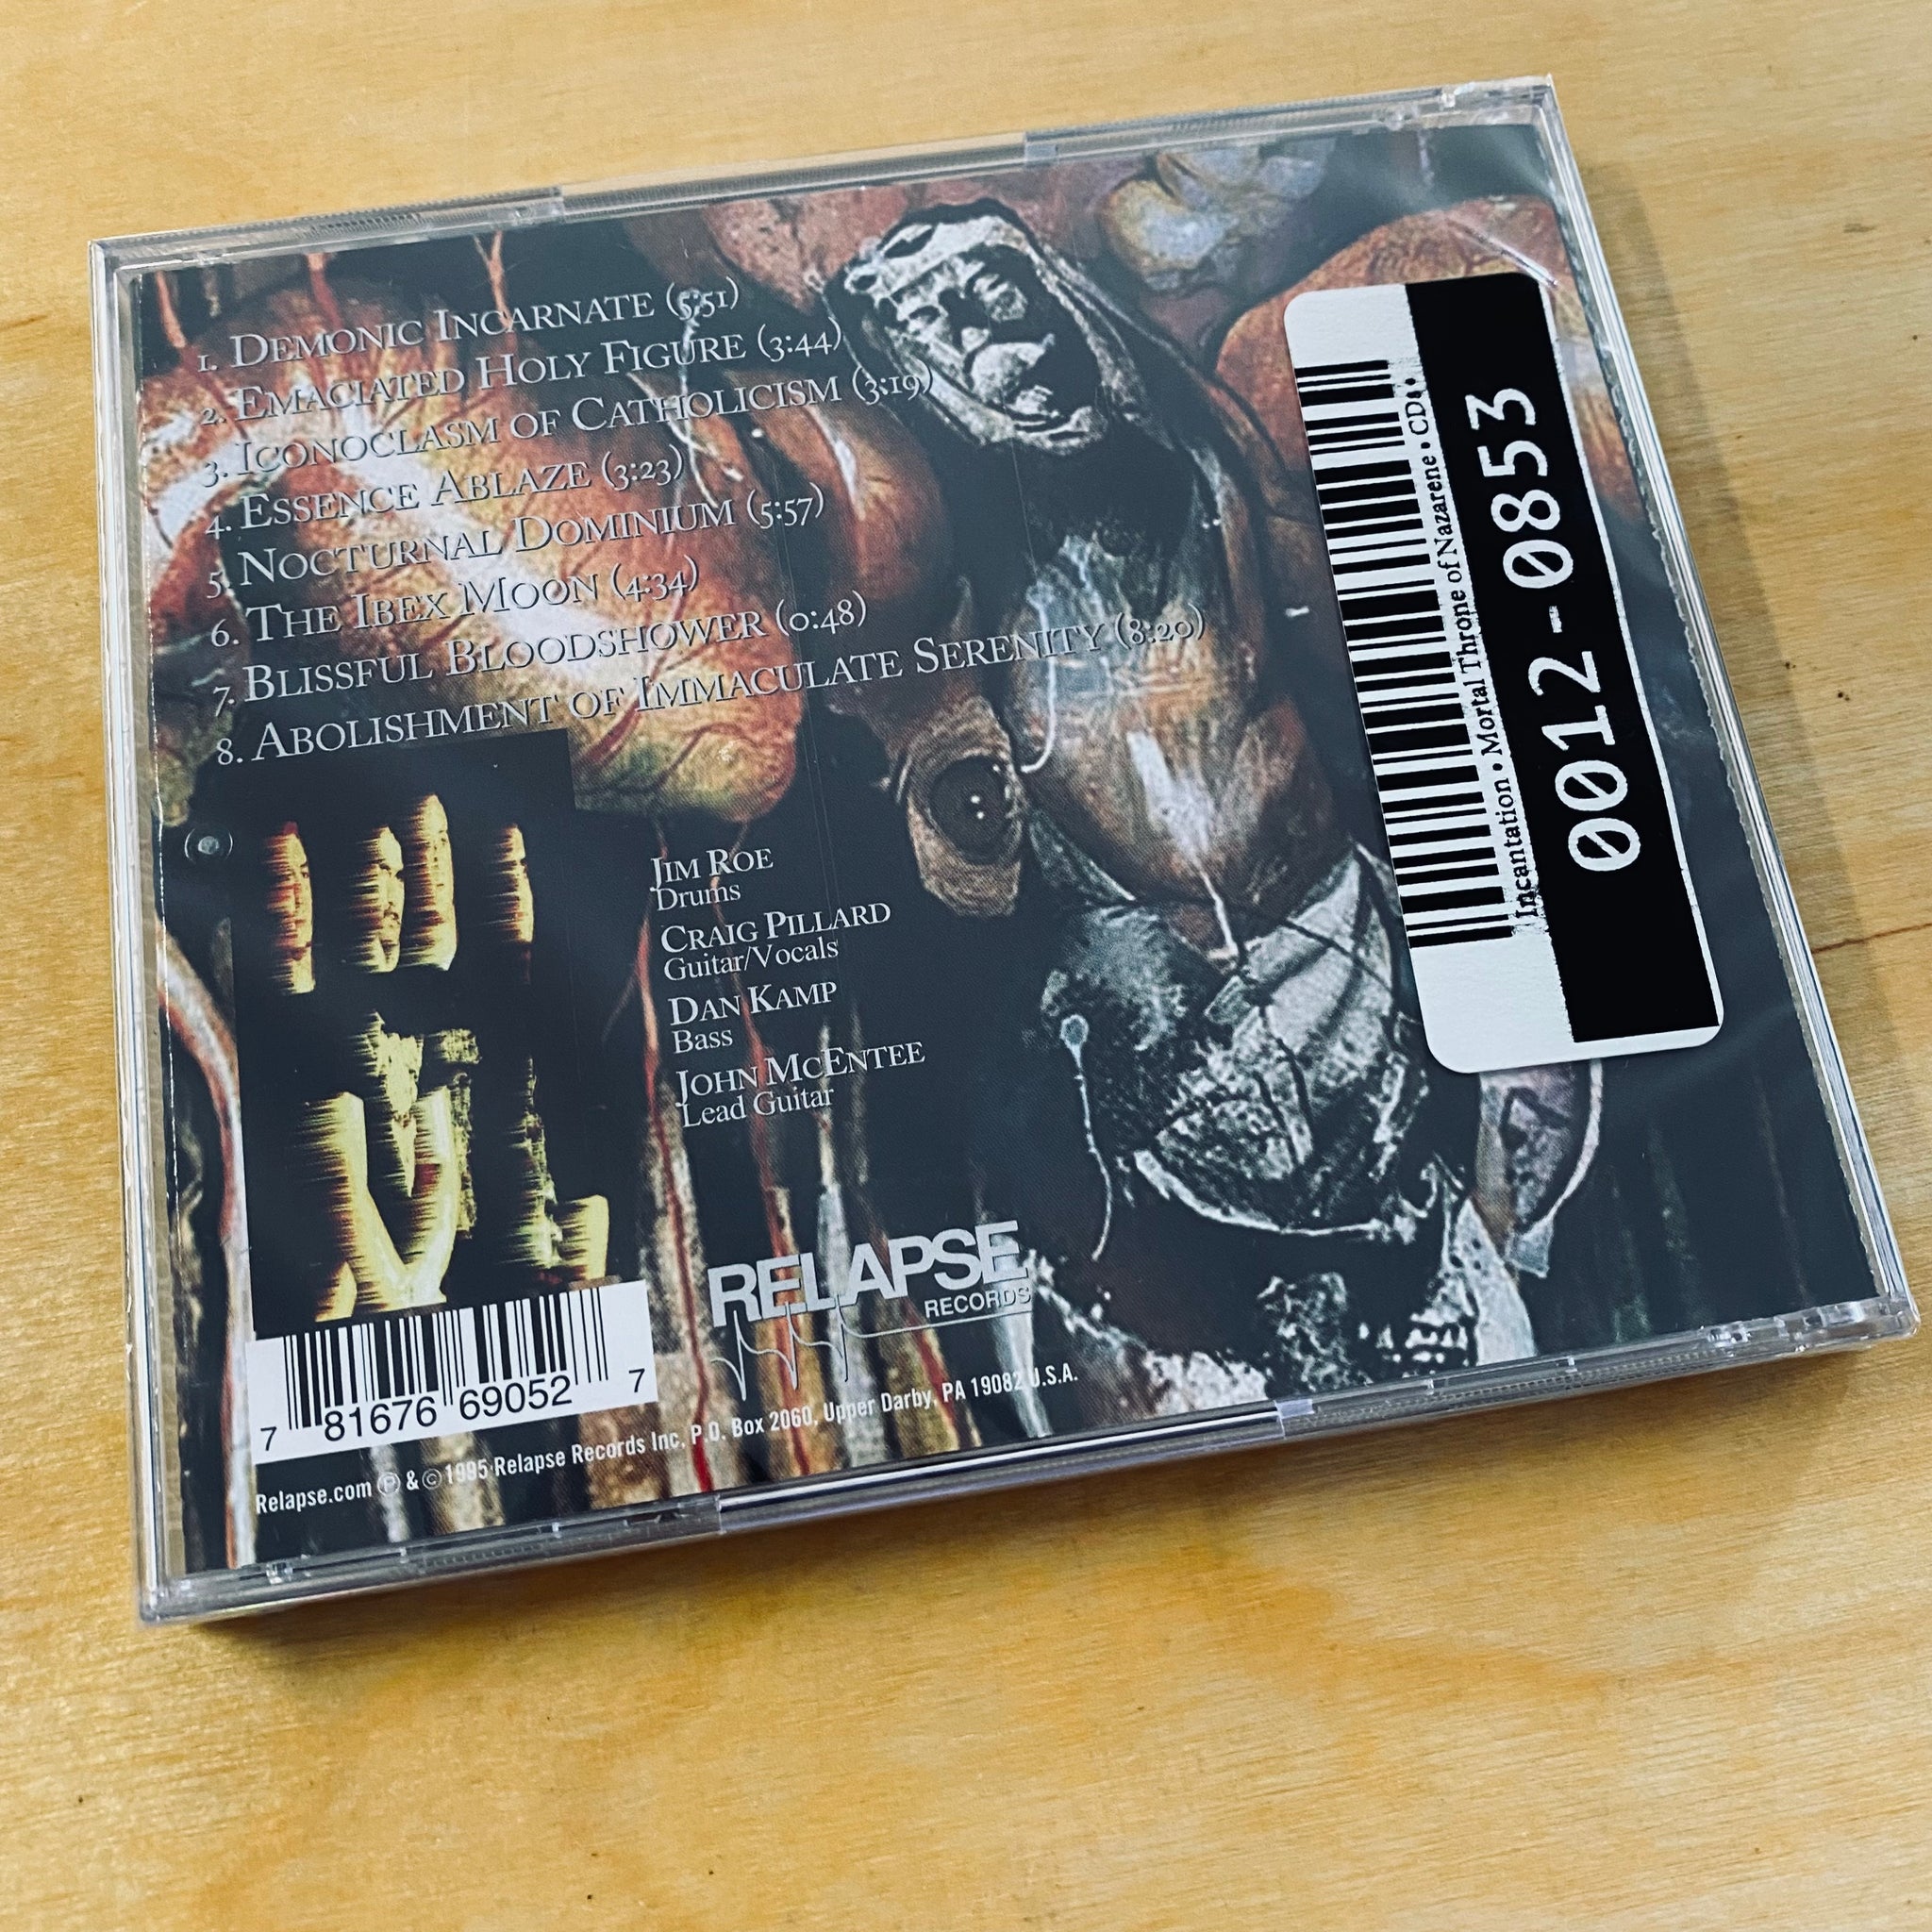 1. Demonic Incarnate (5:51)
2. Emaciated Holy Figure (3:44)
3. Iconoclasm of Catholicism (3:19)
4. Essence Ablaze (3:23)
5. Nocturnal Dominium (5:57)
6. The Ibex Moon (4:34)
7. Blissful Bloodshower (0:48)
8. Abolishment of Immaculate Serenity (8:20)
Jim Roe
Drums
Craig Pillard
Guitar/Vocals
Dan Kamp
Bass
John McEntee
Lead Guitar
RELAPSE
RECORDS
7 81676 69052 7
Relapse.com ℗ & © 1995 Relapse Records Inc. P.O. Box 2060, Upper Darby, PA 19082 U.S.A.
Incantation • Mortal Throne of Nazarene • CD •
0012-0853